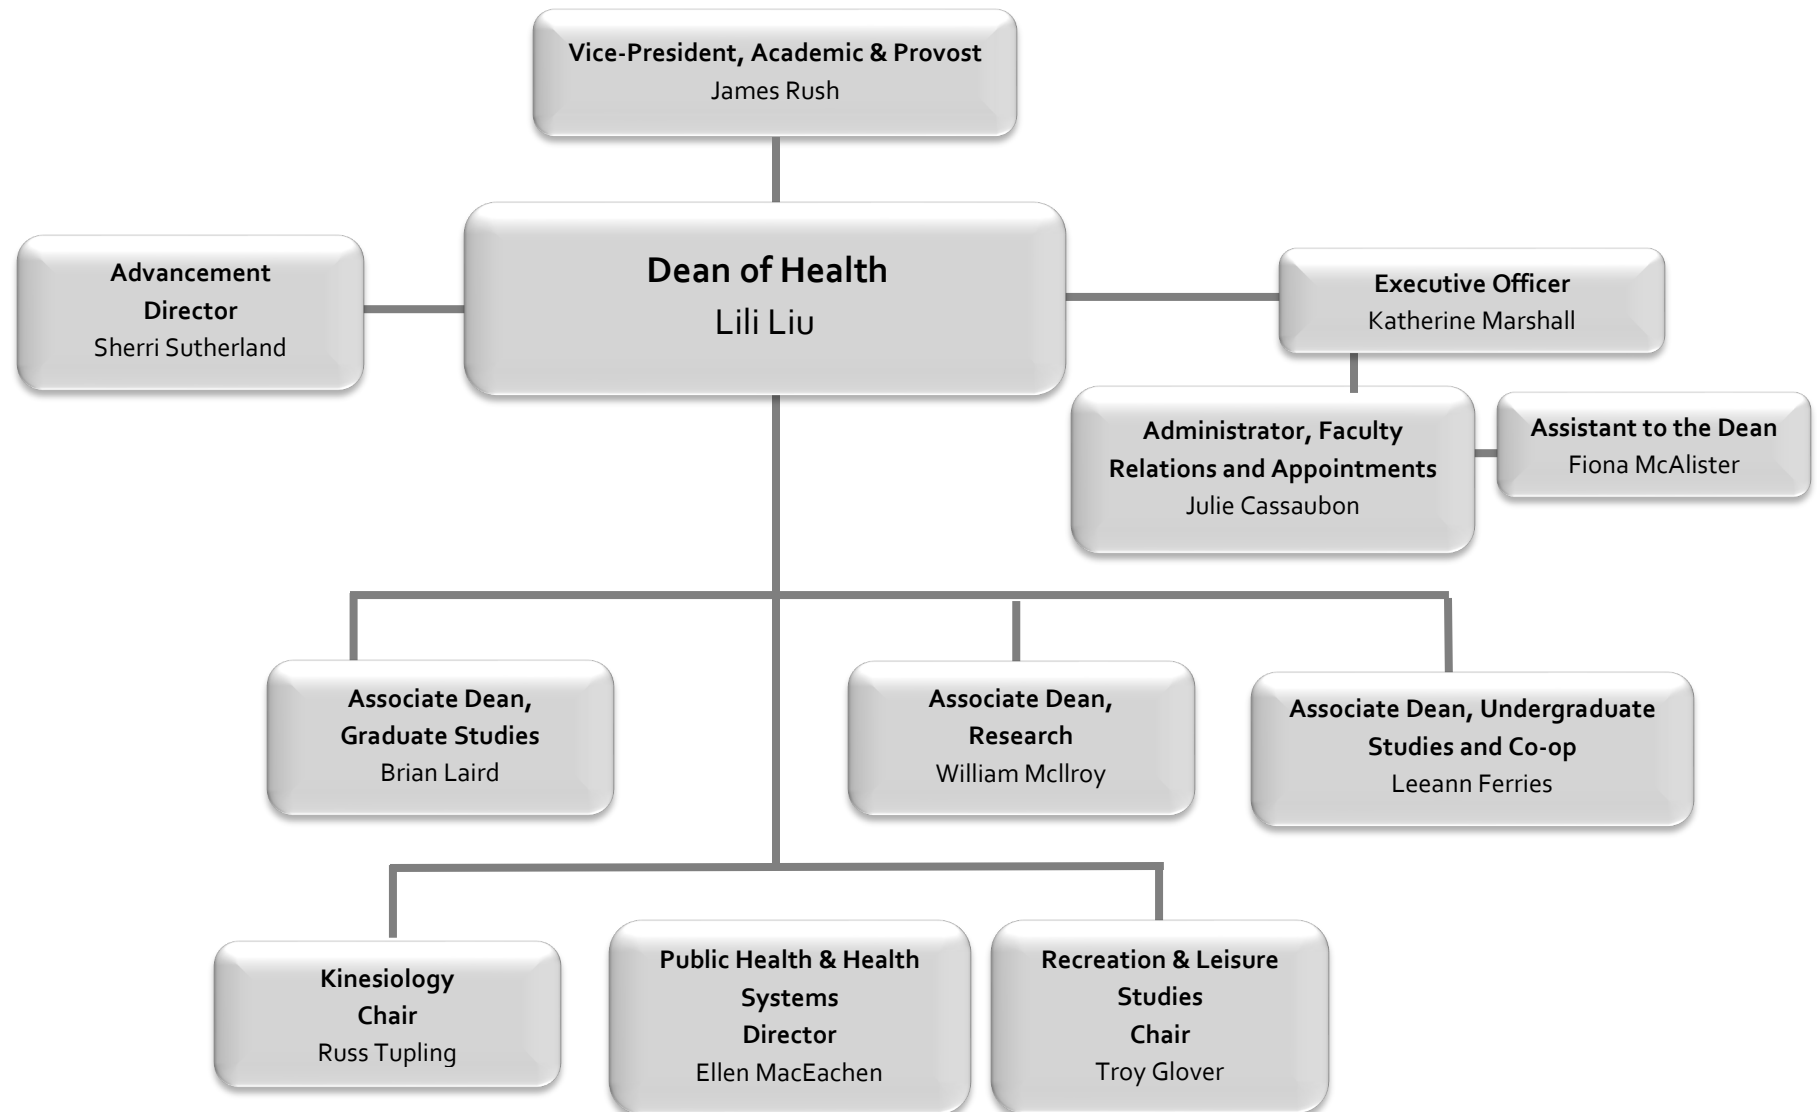 Vice-President, Academic & Provost
James Rush
Dean of Health
Lili Liu
Advancement
Director
Sherri Sutherland
Executive Officer
Katherine Marshall
Administrator, Faculty
Relations and Appointments
Julie Cassaubon
Assistant to the Dean
Fiona McAlister
Associate Dean,
Graduate Studies
Brian Laird
Associate Dean,
Research
William McIlroy
Associate Dean, Undergraduate
Studies and Co-op
Leeann Ferries
Kinesiology
Chair
Russ Tupling
Public Health & Health
Systems
Director
Ellen MacEachen
Recreation & Leisure
Studies
Chair
Troy Glover